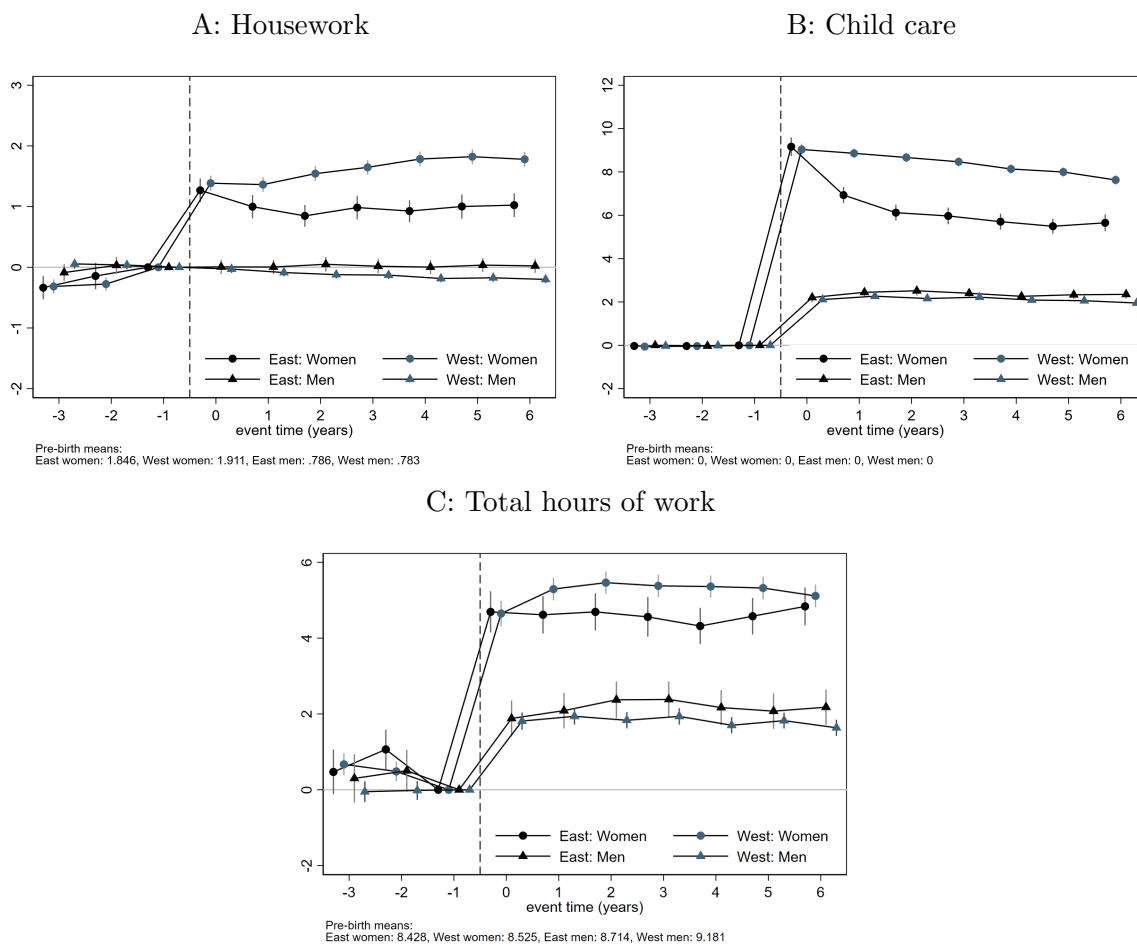 A: Housework
3
2
1
0
-1
-2
East: Women
West: Women
East: Men
West: Men
-3 -2 -1 0 1 2 3 4 5 6
event time (years)
Pre-birth means:
East women: 1.846, West women: 1.911, East men: .786, West men: .783
B: Child care
12
10
8
6
4
2
0
-2
East: Women
West: Women
East: Men
West: Men
-3 -2 -1 0 1 2 3 4 5 6
event time (years)
Pre-birth means:
East women: 0, West women: 0, East men: 0, West men: 0
C: Total hours of work
6
4
2
0
-2
East: Women
West: Women
East: Men
West: Men
-3 -2 -1 0 1 2 3 4 5 6
event time (years)
Pre-birth means:
East women: 8.428, West women: 8.525, East men: 8.714, West men: 9.181